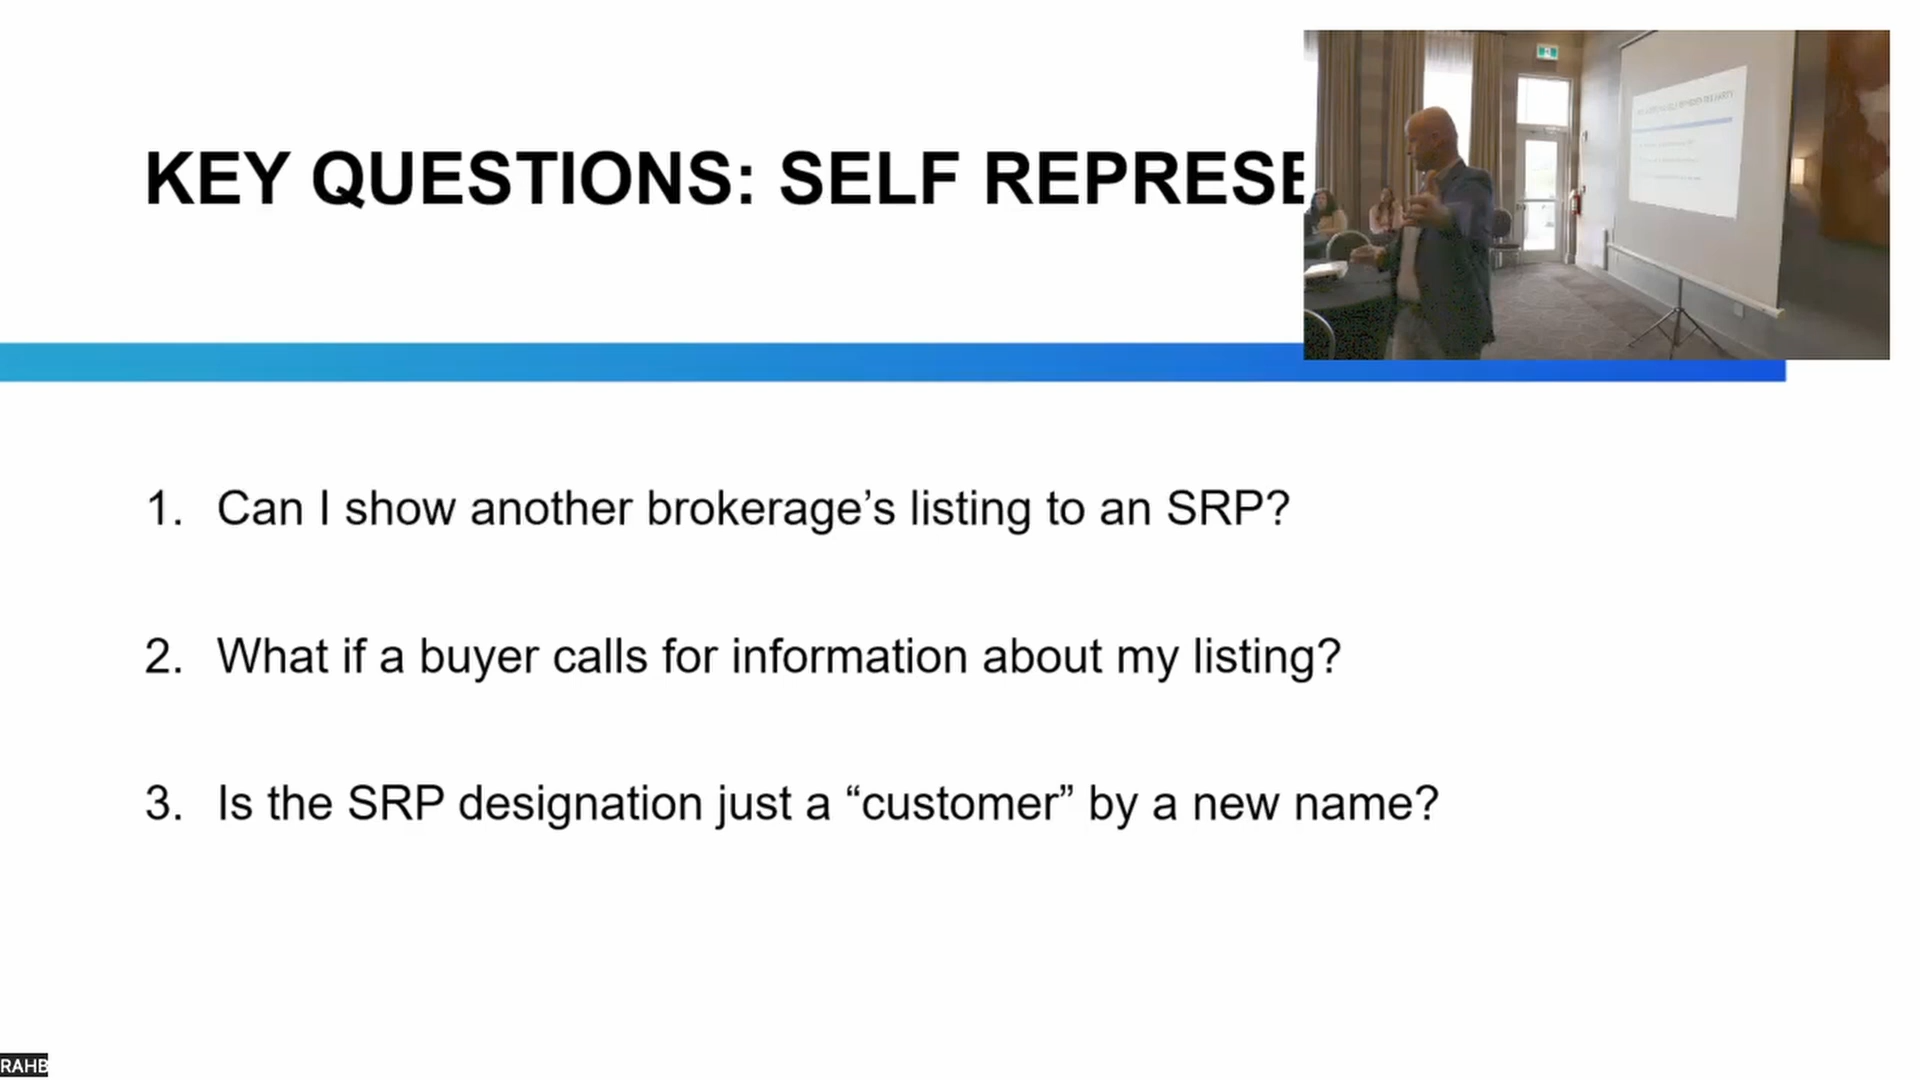 KEY QUESTIONS: SELF REPRESE
1. Can I show another brokerage’s listing to an SRP?
2. What if a buyer calls for information about my listing?
3. Is the SRP designation just a “customer” by a new name?
RAHB